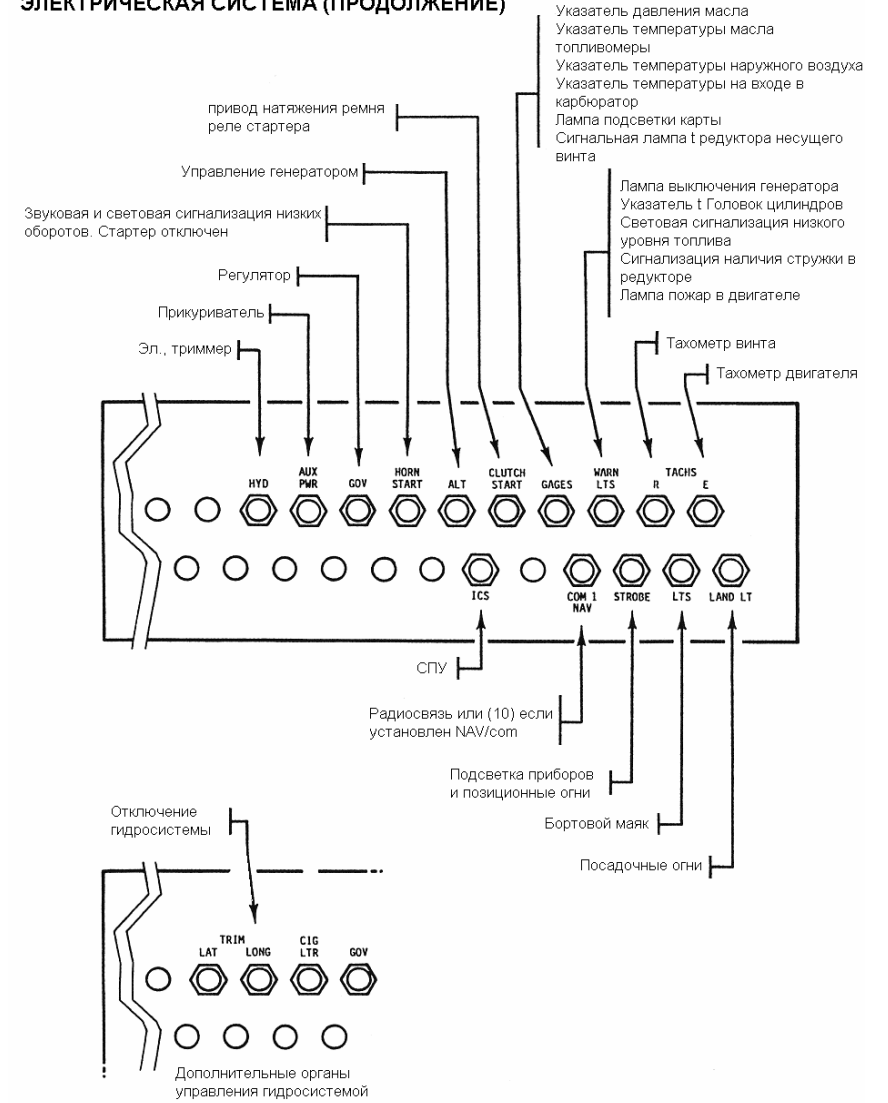 ЭЛЕКТРИЧЕСКАЯ СИСТЕМА (ПРОДОЛЖЕНИЕ)
Указатель давления масла
Указатель температуры масла
топливомеры
Указатель температуры наружного воздуха
Указатель температуры на входе в
карбюратор
Лампа подсветки карты
Сигнальная лампа t редуктора несущего
винта
привод натяжения ремня
реле стартера
Управление генератором
Лампа выключения генератора
Указатель t Головок цилиндров
Световая сигнализация низкого
уровня топлива
Сигнализация наличия стружки в
редукторе
Лампа пожар в двигателе
Звуковая и световая сигнализация низких
оборотов. Стартер отключен
Регулятор
Прикуриватель
Эл., триммер
Тахометр винта
Тахометр двигателя
HYD
AUX
PWR
GOV
HORN
START
ALT
CLUTCH
START
GAGES
WARN
LTS
TACHS
R E
ICS
COM 1
NAV
STROBE
LTS
LAND LT
СПУ
Радиосвязь или (10) если
установлен NAV/com
Подсветка приборов
и позиционные огни
Бортовой маяк
Посадочные огни
Отключение
гидросистемы
TRIM
LAT LONG
CIG
LTR
GOV
Дополнительные органы
управления гидросистемой